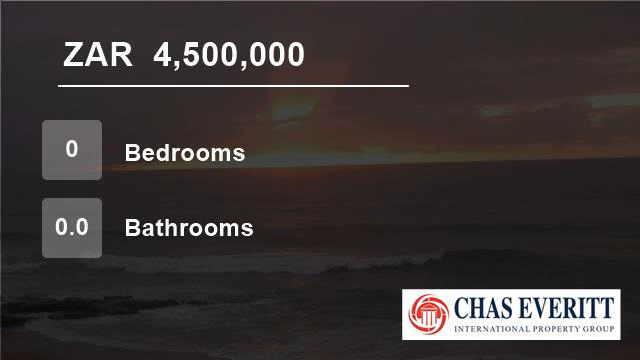 ZAR 4,500,000
0 Bedrooms
0.0 Bathrooms
CHAS EVERITT
INTERNATIONAL PROPERTY GROUP